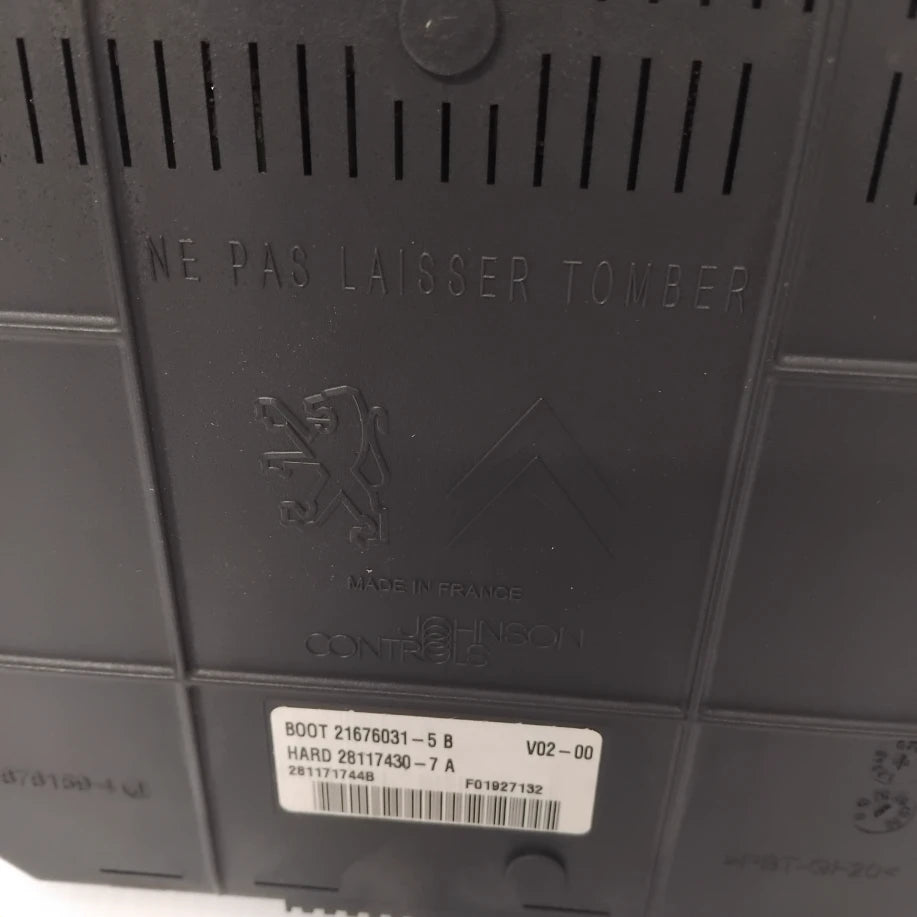 NE PAS LAISSER TOMBER
MADE IN FRANCE
JOHNSON
CONTROLS
BOOT 21676031-5 B V02-00
HARD 28117430-7 A
281171744B F01927132